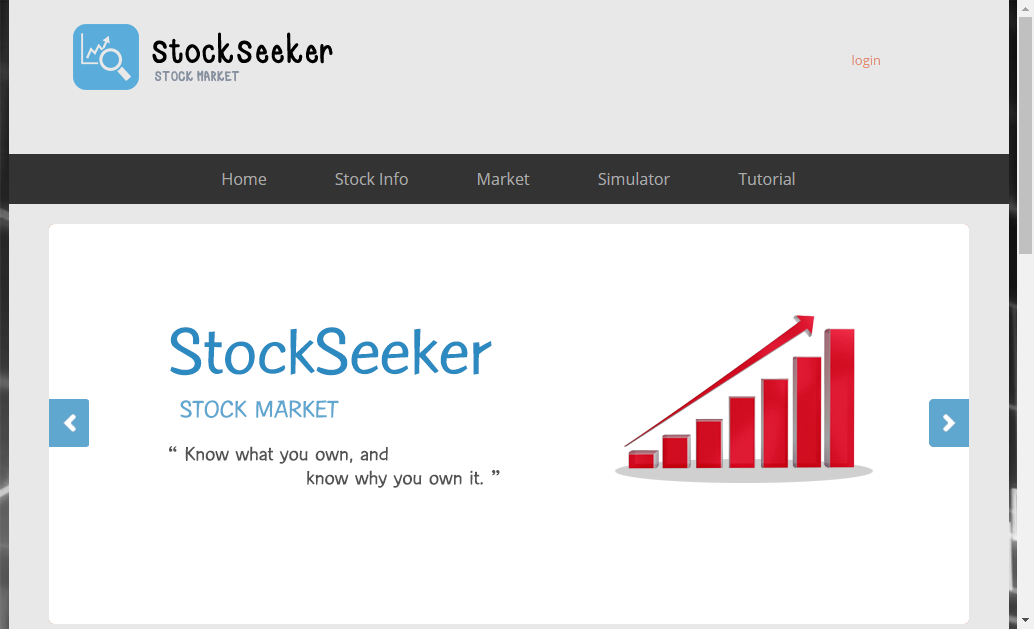 StockSeeker
STOCK MARKET
login
Home Stock Info Market Simulator Tutorial
StockSeeker
STOCK MARKET
“ Know what you own, and
know why you own it. ”